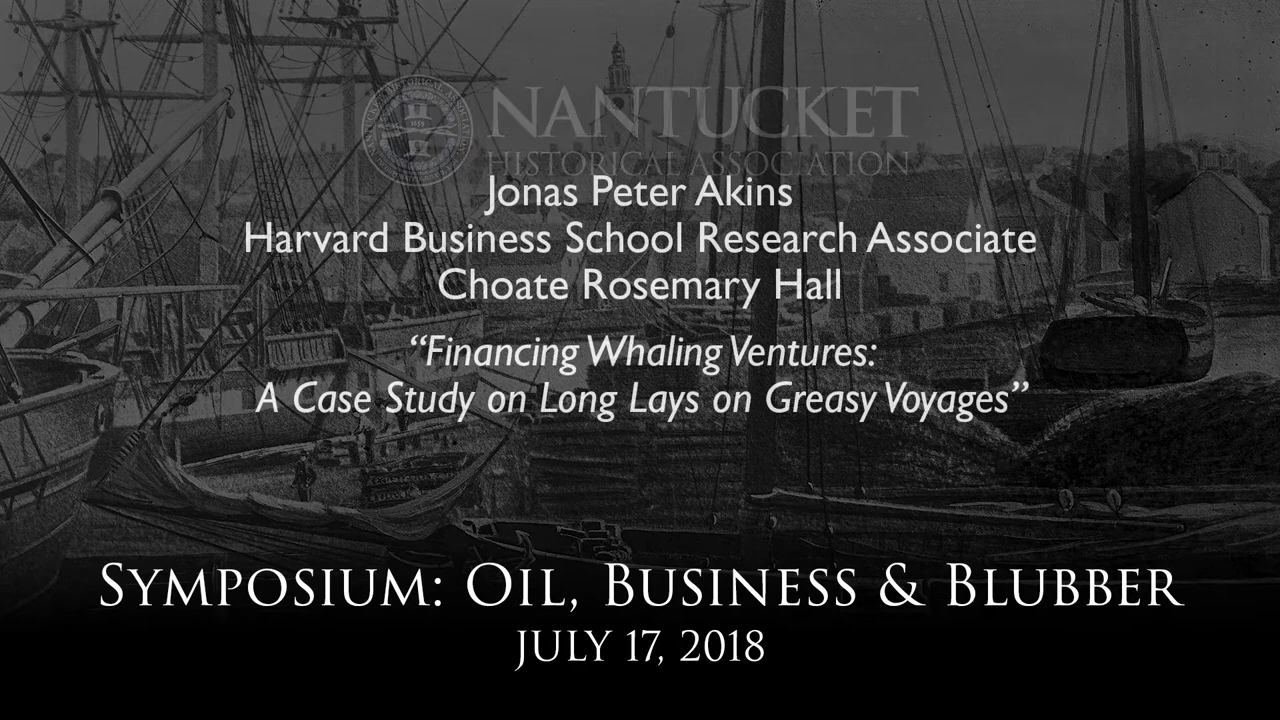 NANTUCKET
HISTORICAL ASSOCIATION
Jonas Peter Akins
Harvard Business School Research Associate
Choate Rosemary Hall
“Financing Whaling Ventures:
A Case Study on Long Lays on Greasy Voyages”
SYMPOSIUM: OIL, BUSINESS & BLUBBER
JULY 17, 2018